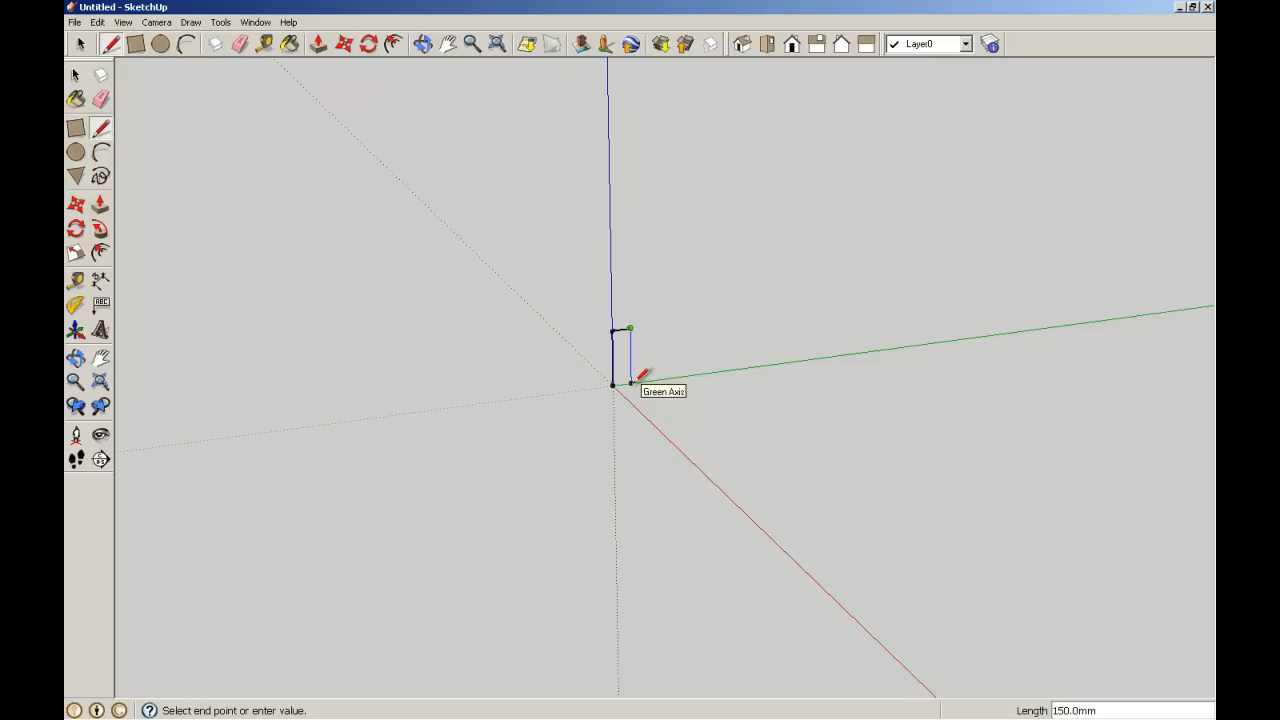 Untitled - SketchUp
File Edit View Camera Draw Tools Window Help
Layer0
ABC
Green Axis
Select end point or enter value.
Length 150.0mm